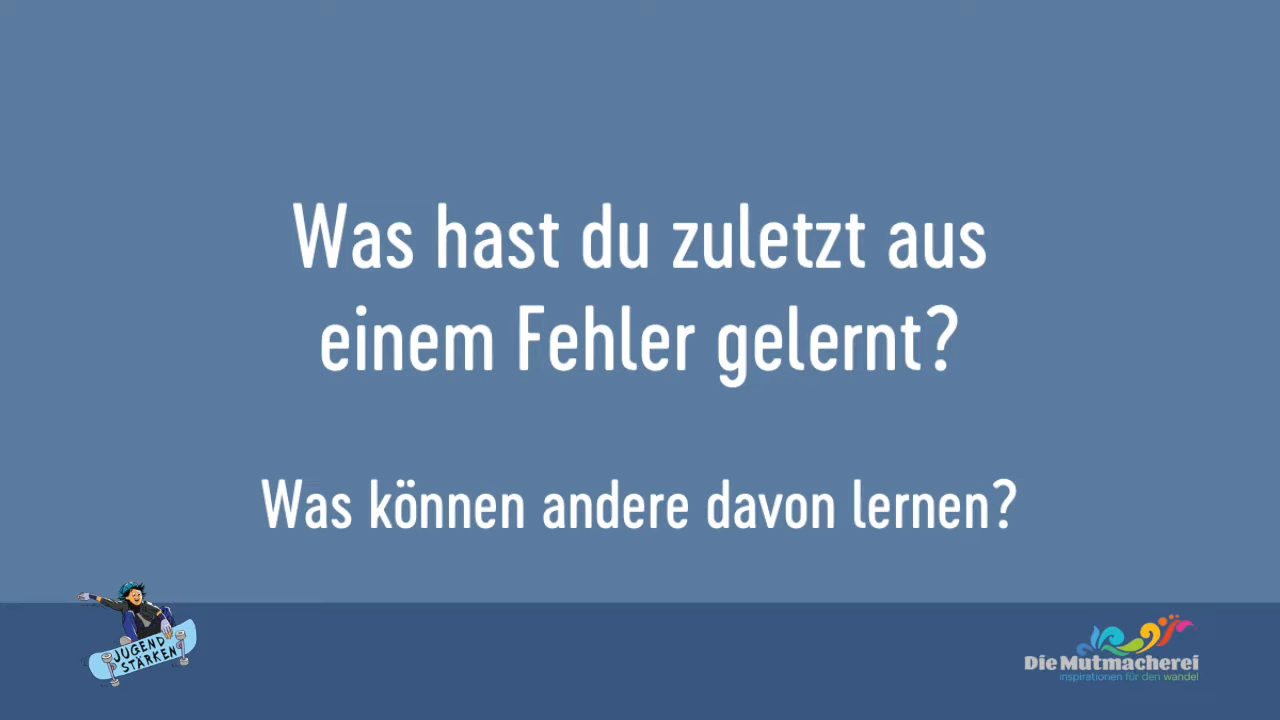 Was hast du zuletzt aus
einem Fehler gelernt?
Was können andere davon lernen?
JUGEND
STÄRKEN
Die Mutmacherei
inspirationen für den wandel